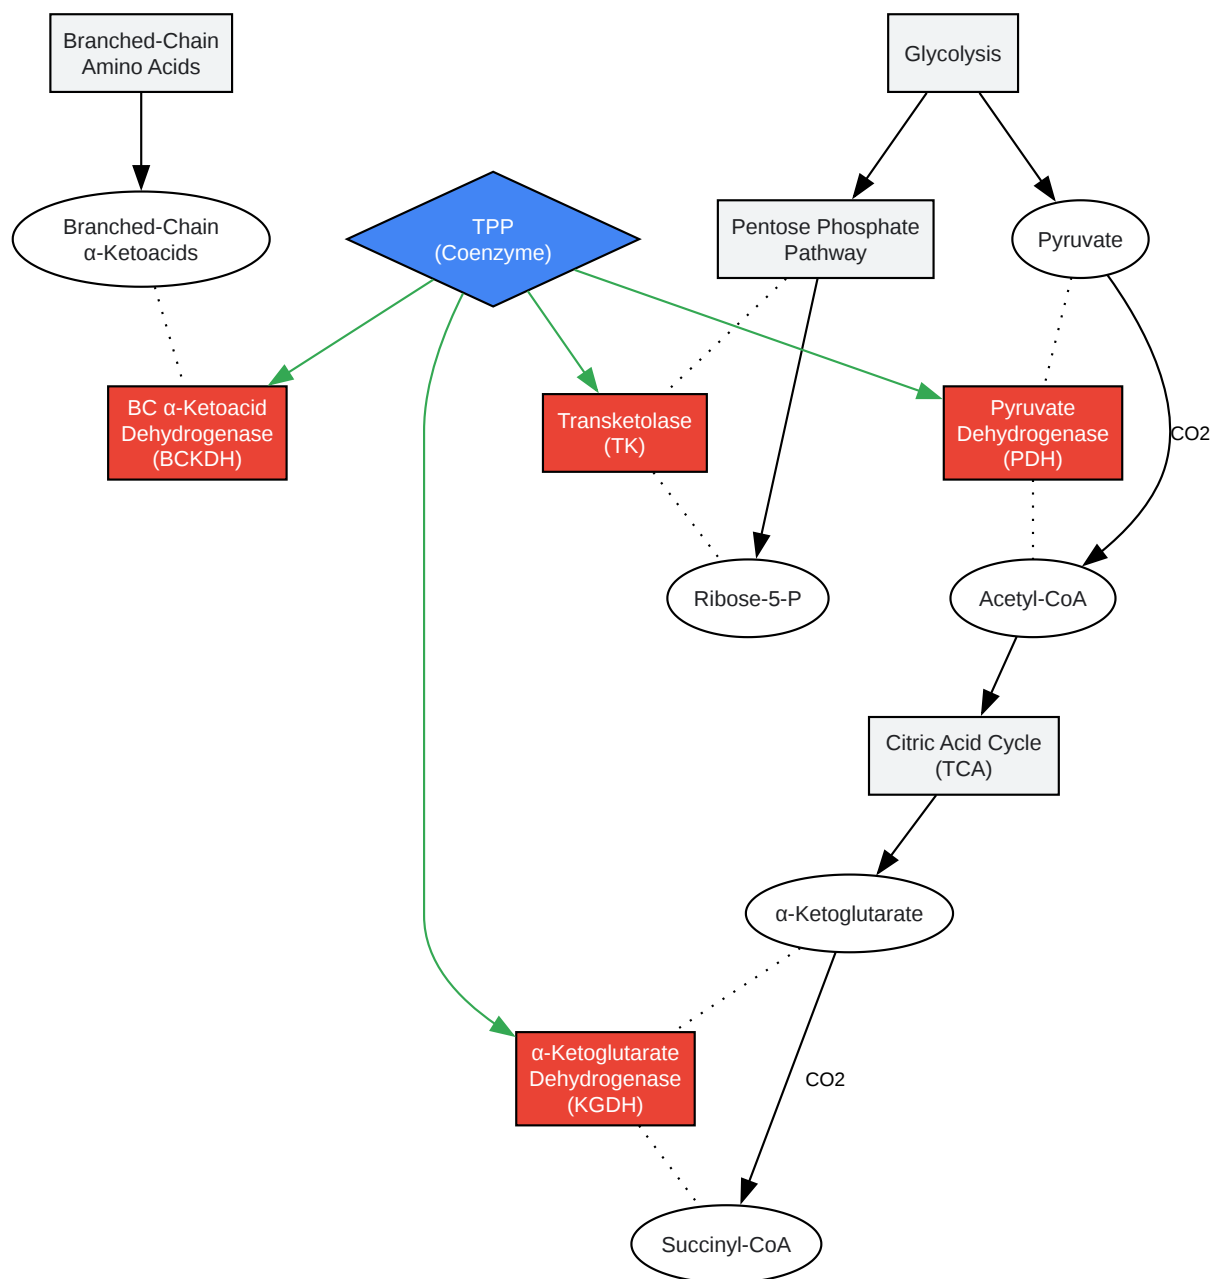 Branched-Chain
Amino Acids
Glycolysis
Branched-Chain
α-Ketoacids
TPP
(Coenzyme)
Pentose Phosphate
Pathway
Pyruvate
BC α-Ketoacid
Dehydrogenase
(BCKDH)
Transketolase
(TK)
Pyruvate
Dehydrogenase
(PDH)
CO2
Ribose-5-P
Acetyl-CoA
Citric Acid Cycle
(TCA)
α-Ketoglutarate
α-Ketoglutarate
Dehydrogenase
(KGDH)
CO2
Succinyl-CoA